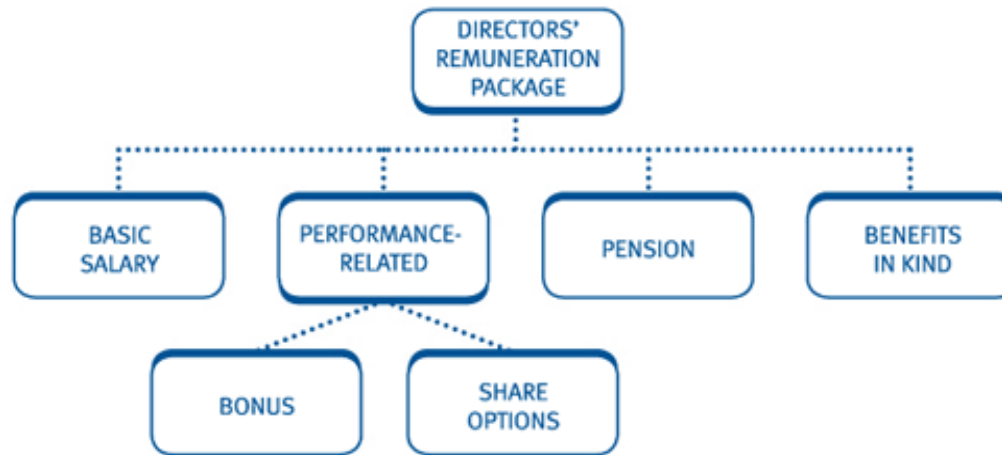 DIRECTORS'
REMUNERATION
PACKAGE
BASIC
SALARY
PERFORMANCE-
RELATED
PENSION
BENEFITS
IN KIND
BONUS
SHARE
OPTIONS